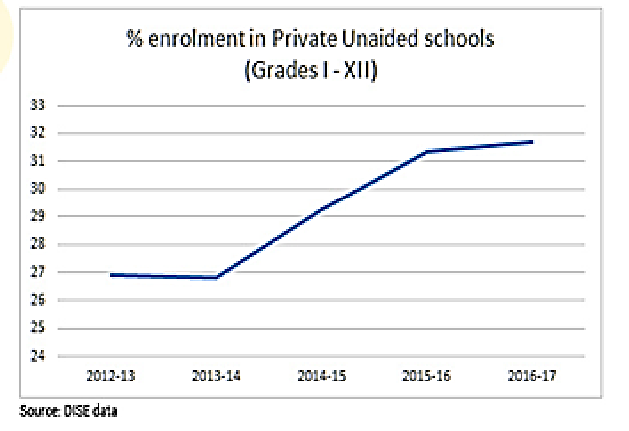 % enrolment in Private Unaided schools
(Grades I - XII)
33
32
31
30
29
28
27
26
25
24
2012-13 2013-14 2014-15 2015-16 2016-17
Source: DISE data